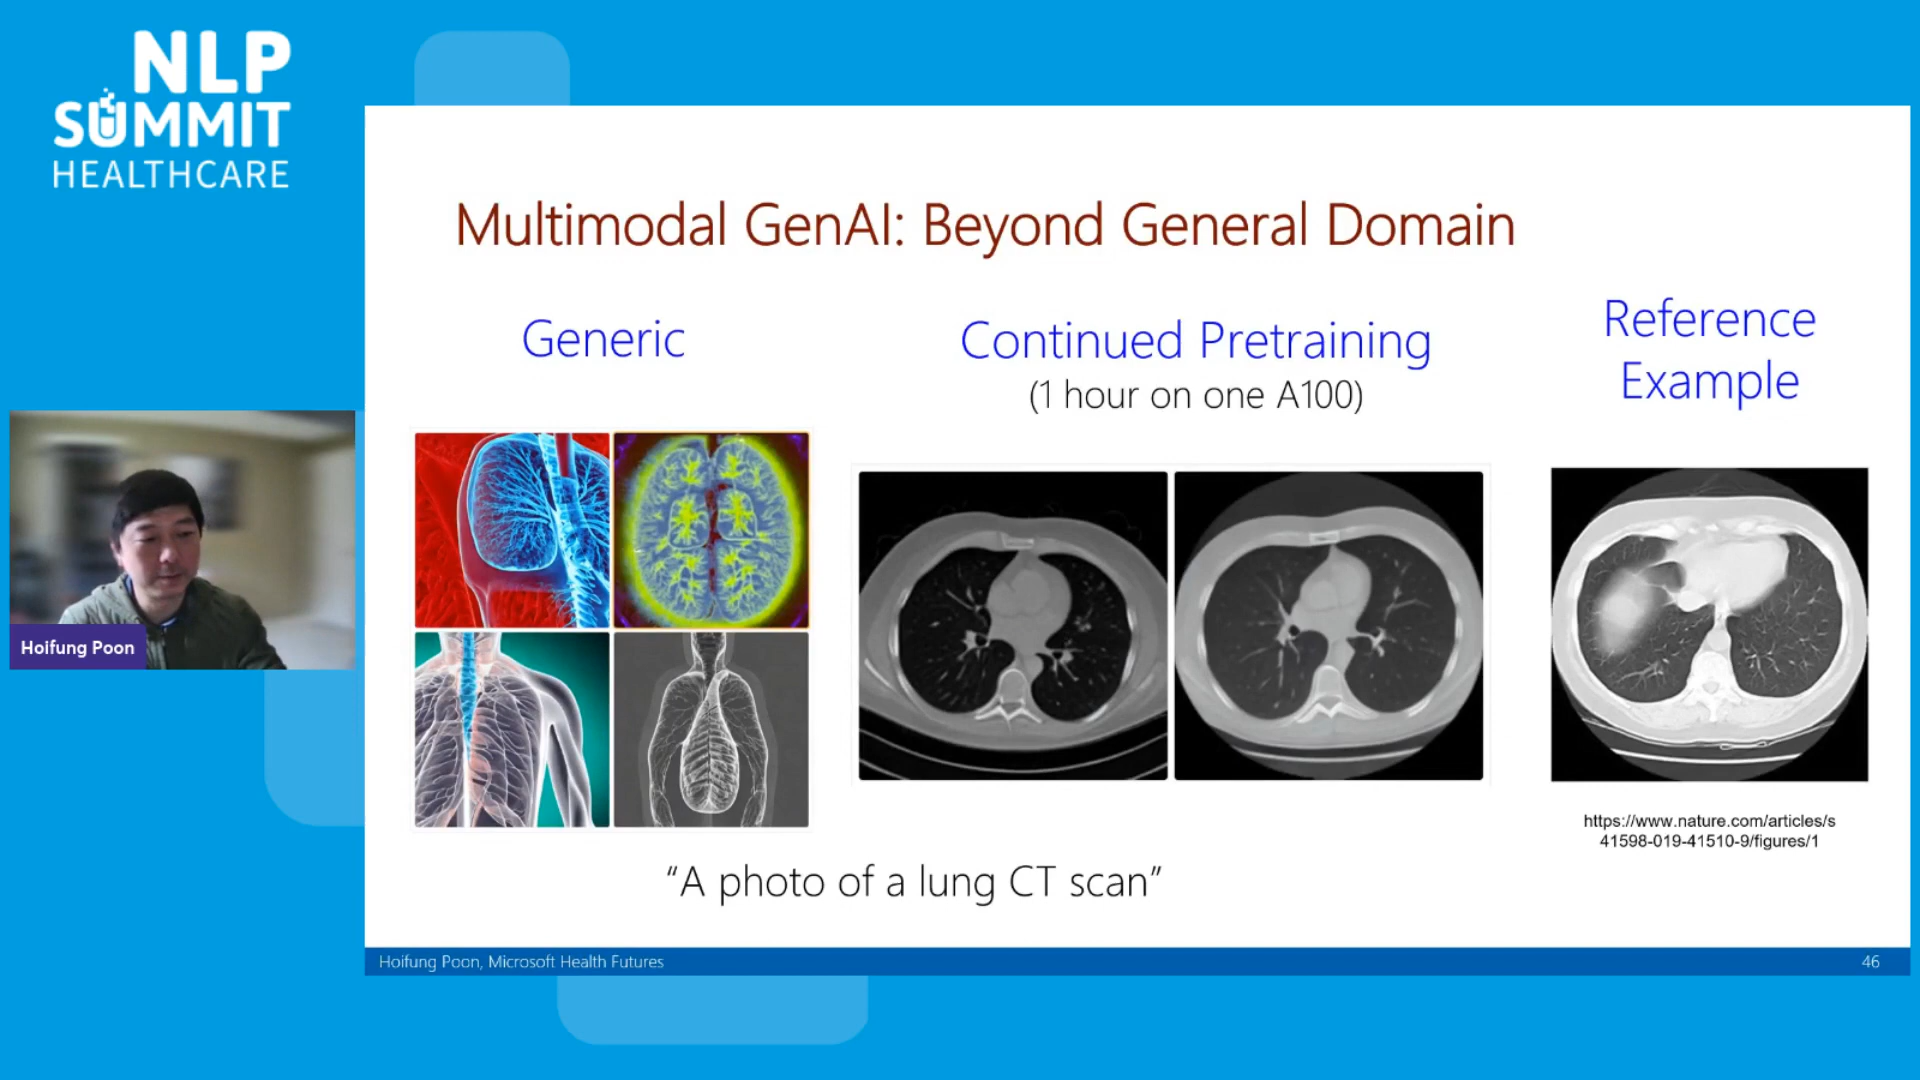 NLP
SUMMIT
HEALTHCARE
Multimodal GenAI: Beyond General Domain
Generic
Continued Pretraining
(1 hour on one A100)
Reference
Example
Hoifung Poon
https://www.nature.com/articles/s
41598-019-41510-9/figures/1
“A photo of a lung CT scan”
Hoifung Poon, Microsoft Health Futures
46